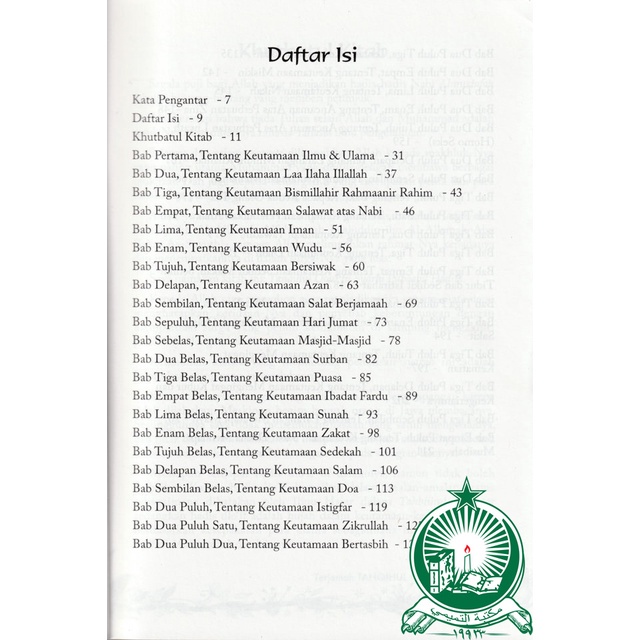 Daftar Isi
Kata Pengantar - 7
Daftar Isi - 9
Khutbatul Kitab - 11
Bab Pertama, Tentang Keutamaan Ilmu & Ulama - 31
Bab Dua, Tentang Keutamaan Laa Ilaha Illallah - 37
Bab Tiga, Tentang Keutamaan Bismillahir Rahmaanir Rahim - 43
Bab Empat, Tentang Keutamaan Salawat atas Nabi - 46
Bab Lima, Tentang Keutamaan Iman - 51
Bab Enam, Tentang Keutamaan Wudu - 56
Bab Tujuh, Tentang Keutamaan Bersiwak - 60
Bab Delapan, Tentang Keutamaan Azan - 63
Bab Sembilan, Tentang Keutamaan Salat Berjamaah - 69
Bab Sepuluh, Tentang Keutamaan Hari Jumat - 73
Bab Sebelas, Tentang Keutamaan Masjid-Masjid - 78
Bab Dua Belas, Tentang Keutamaan Surban - 82
Bab Tiga Belas, Tentang Keutamaan Puasa - 85
Bab Empat Belas, Tentang Keutamaan Ibadat Fardu - 89
Bab Lima Belas, Tentang Keutamaan Sunah - 93
Bab Enam Belas, Tentang Keutamaan Zakat - 98
Bab Tujuh Belas, Tentang Keutamaan Sedekah - 101
Bab Delapan Belas, Tentang Keutamaan Salam - 106
Bab Sembilan Belas, Tentang Keutamaan Doa - 113
Bab Dua Puluh, Tentang Keutamaan Istigfar - 119
Bab Dua Puluh Satu, Tentang Keutamaan Zikrullah
Bab Dua Puluh Dua, Tentang Keutamaan Bertasbih
مكتبة التميمي